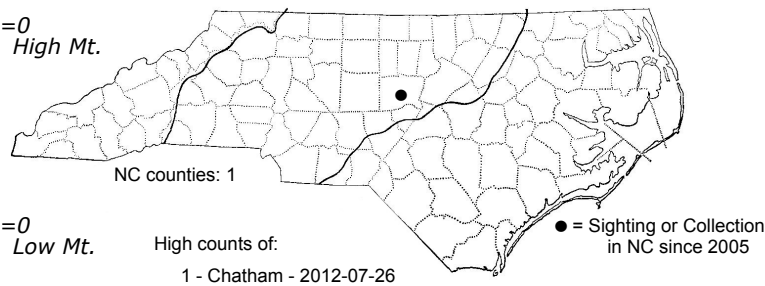 =0
High Mt.
NC counties: 1
=0
Low Mt.
High counts of:
1 - Chatham - 2012-07-26
● = Sighting or Collection
in NC since 2005